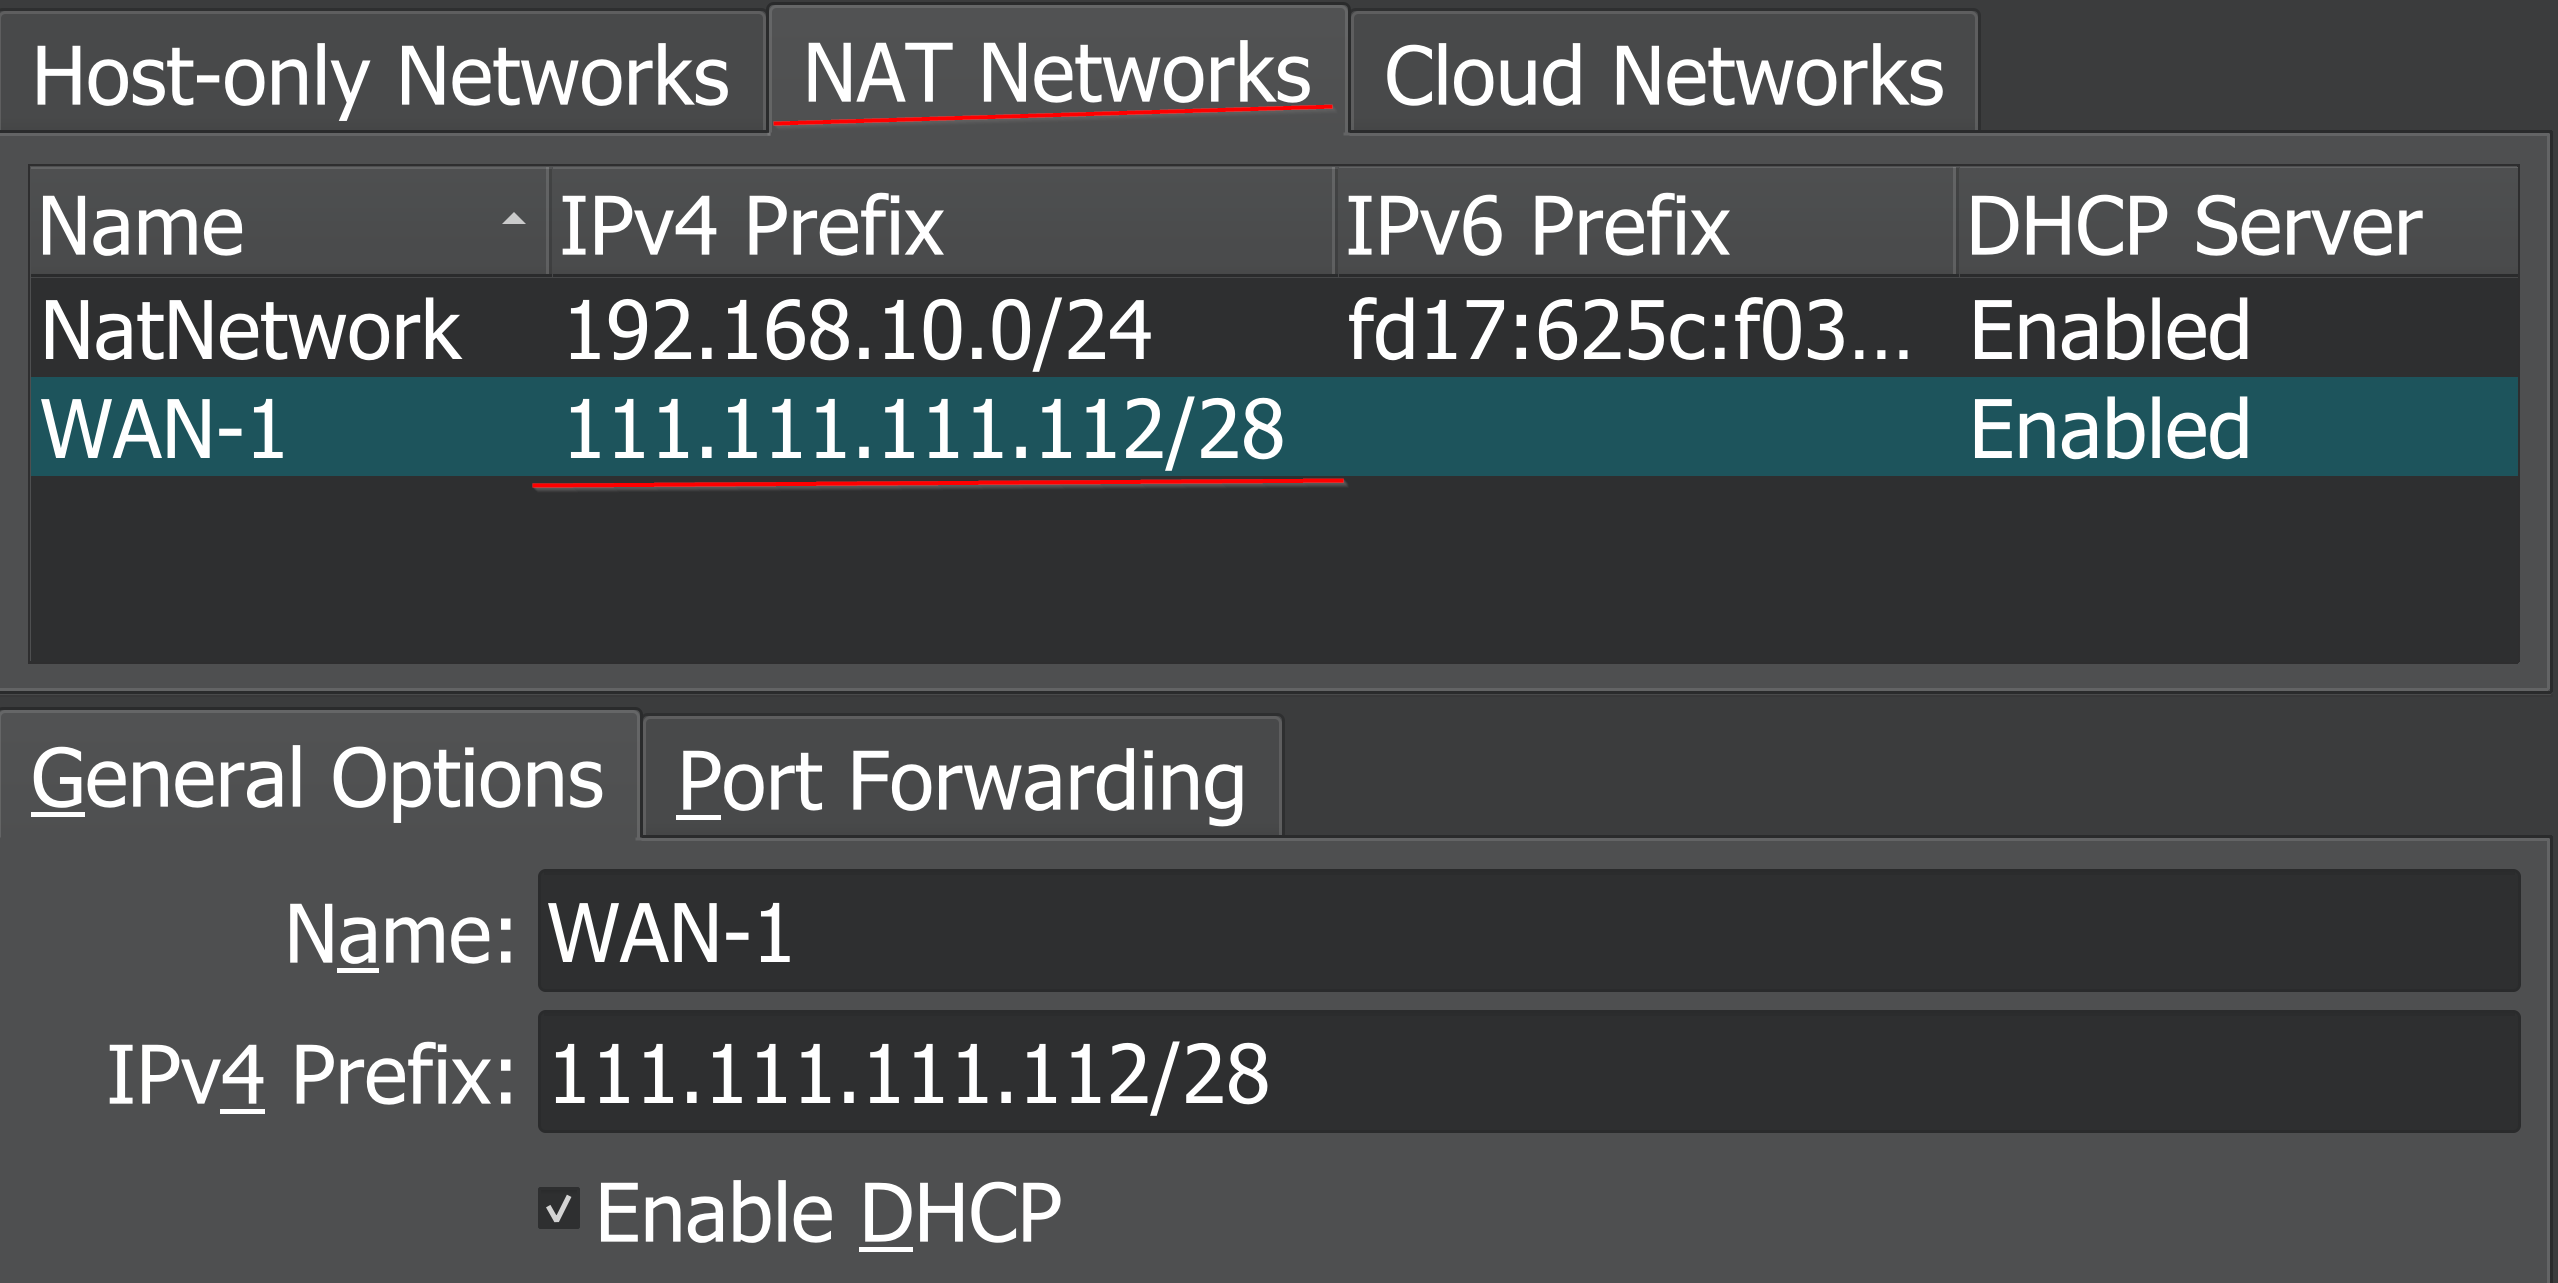 Host-only Networks NAT Networks Cloud Networks
Name IPv4 Prefix IPv6 Prefix DHCP Server
NatNetwork 192.168.10.0/24 fd17:625c:f03... Enabled
WAN-1 111.111.111.112/28 Enabled
General Options Port Forwarding
Name: WAN-1
IPv4 Prefix: 111.111.111.112/28
Enable DHCP